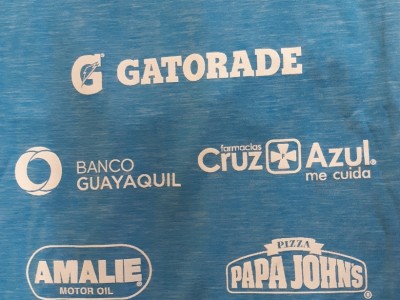 G GATORADE
BANCO
GUAYAQUIL
farmacias
Cruz Azul®
me cuida
AMALIE®
MOTOR OIL
PIZZA
PAPA JOHNS®